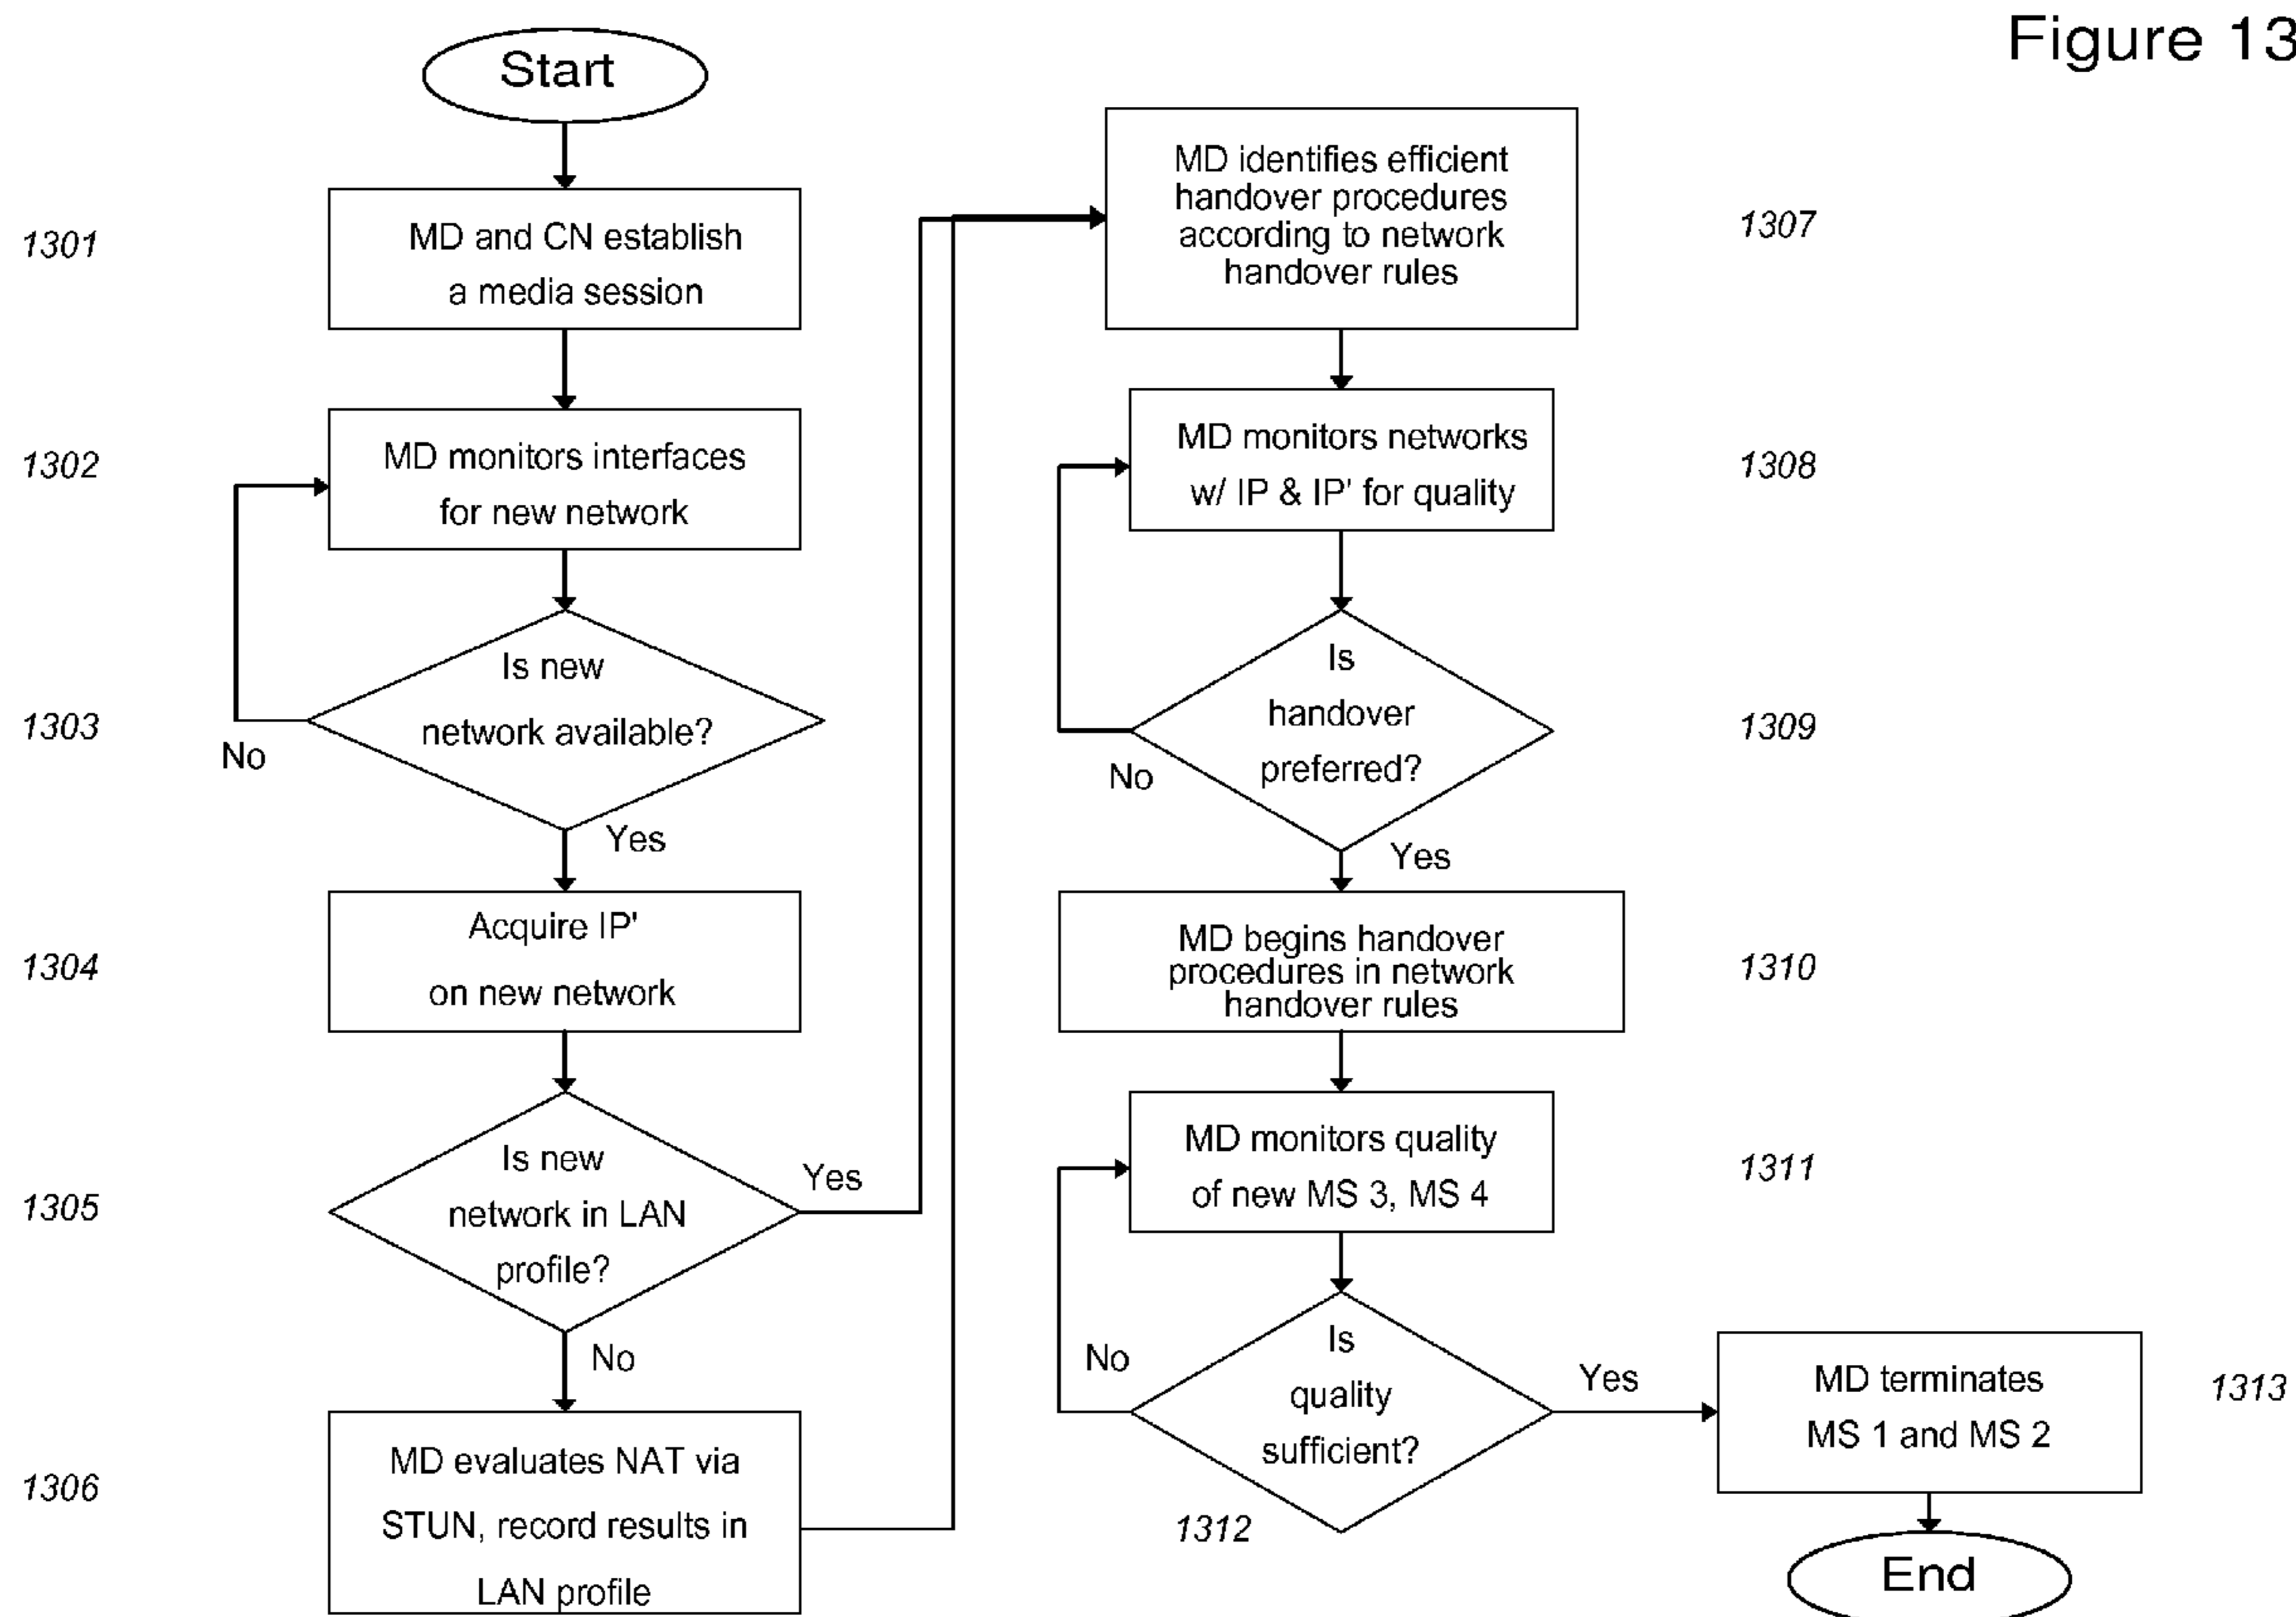 Figure 13
Start
1301
MD and CN establish
a media session
1302
MD monitors interfaces
for new network
1303
Is new
network available?
No
Yes
1304
Acquire IP'
on new network
1305
Is new
network in LAN
profile?
Yes
No
1306
MD evaluates NAT via
STUN, record results in
LAN profile
MD identifies efficient
handover procedures
according to network
handover rules
1307
MD monitors networks
w/ IP & IP' for quality
1308
Is
handover
preferred?
1309
No
Yes
MD begins handover
procedures in network
handover rules
1310
MD monitors quality
of new MS 3, MS 4
1311
Is
quality
sufficient?
No
Yes
1312
MD terminates
MS 1 and MS 2
1313
End